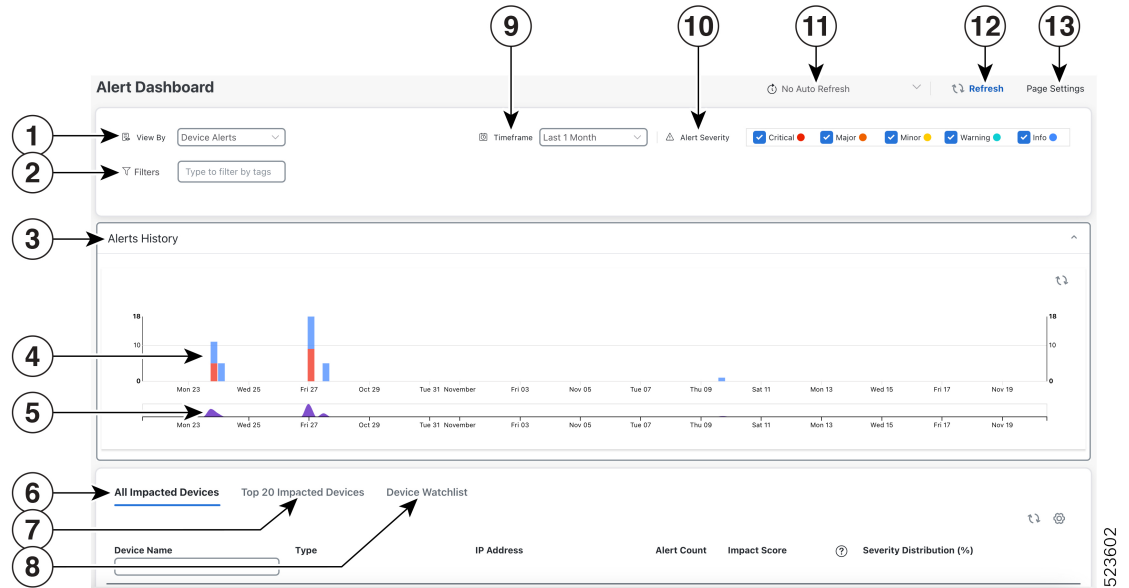 9 10 11 12 13
Alert Dashboard No Auto Refresh Refresh Page Settings
1 View By Device Alerts Timeframe Last 1 Month Alert Severity Critical Major Minor Warning Info
2 Filters Type to filter by tags
3 Alerts History
18 18
10 10
4
0 0
Mon 23 Wed 25 Fri 27 Oct 29 Tue 31 November Fri 03 Nov 05 Tue 07 Thu 09 Sat 11 Mon 13 Wed 15 Fri 17 Nov 19
5
Mon 23 Wed 25 Fri 27 Oct 29 Tue 31 November Fri 03 Nov 05 Tue 07 Thu 09 Sat 11 Mon 13 Wed 15 Fri 17 Nov 19
6 All Impacted Devices Top 20 Impacted Devices Device Watchlist
7
Device Name Type IP Address Alert Count Impact Score ? Severity Distribution (%)
8
523602